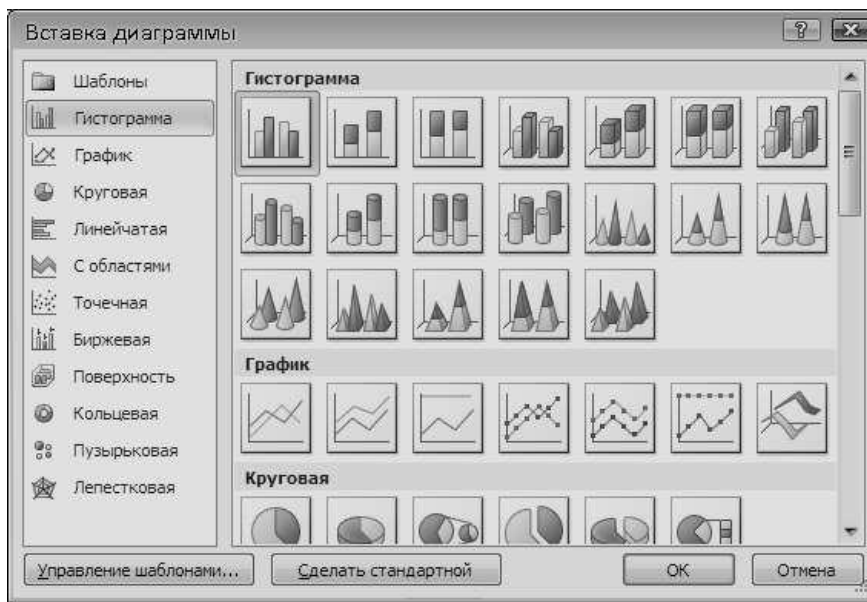 Вставка диаграммы
Шаблоны
Гистограмма
График
Круговая
Линейчатая
С областями
Точечная
Биржевая
Поверхность
Кольцевая
Пузырьковая
Лепестковая
Гистограмма
График
Круговая
Управление шаблонами...
Сделать стандартной
ОК
Отмена